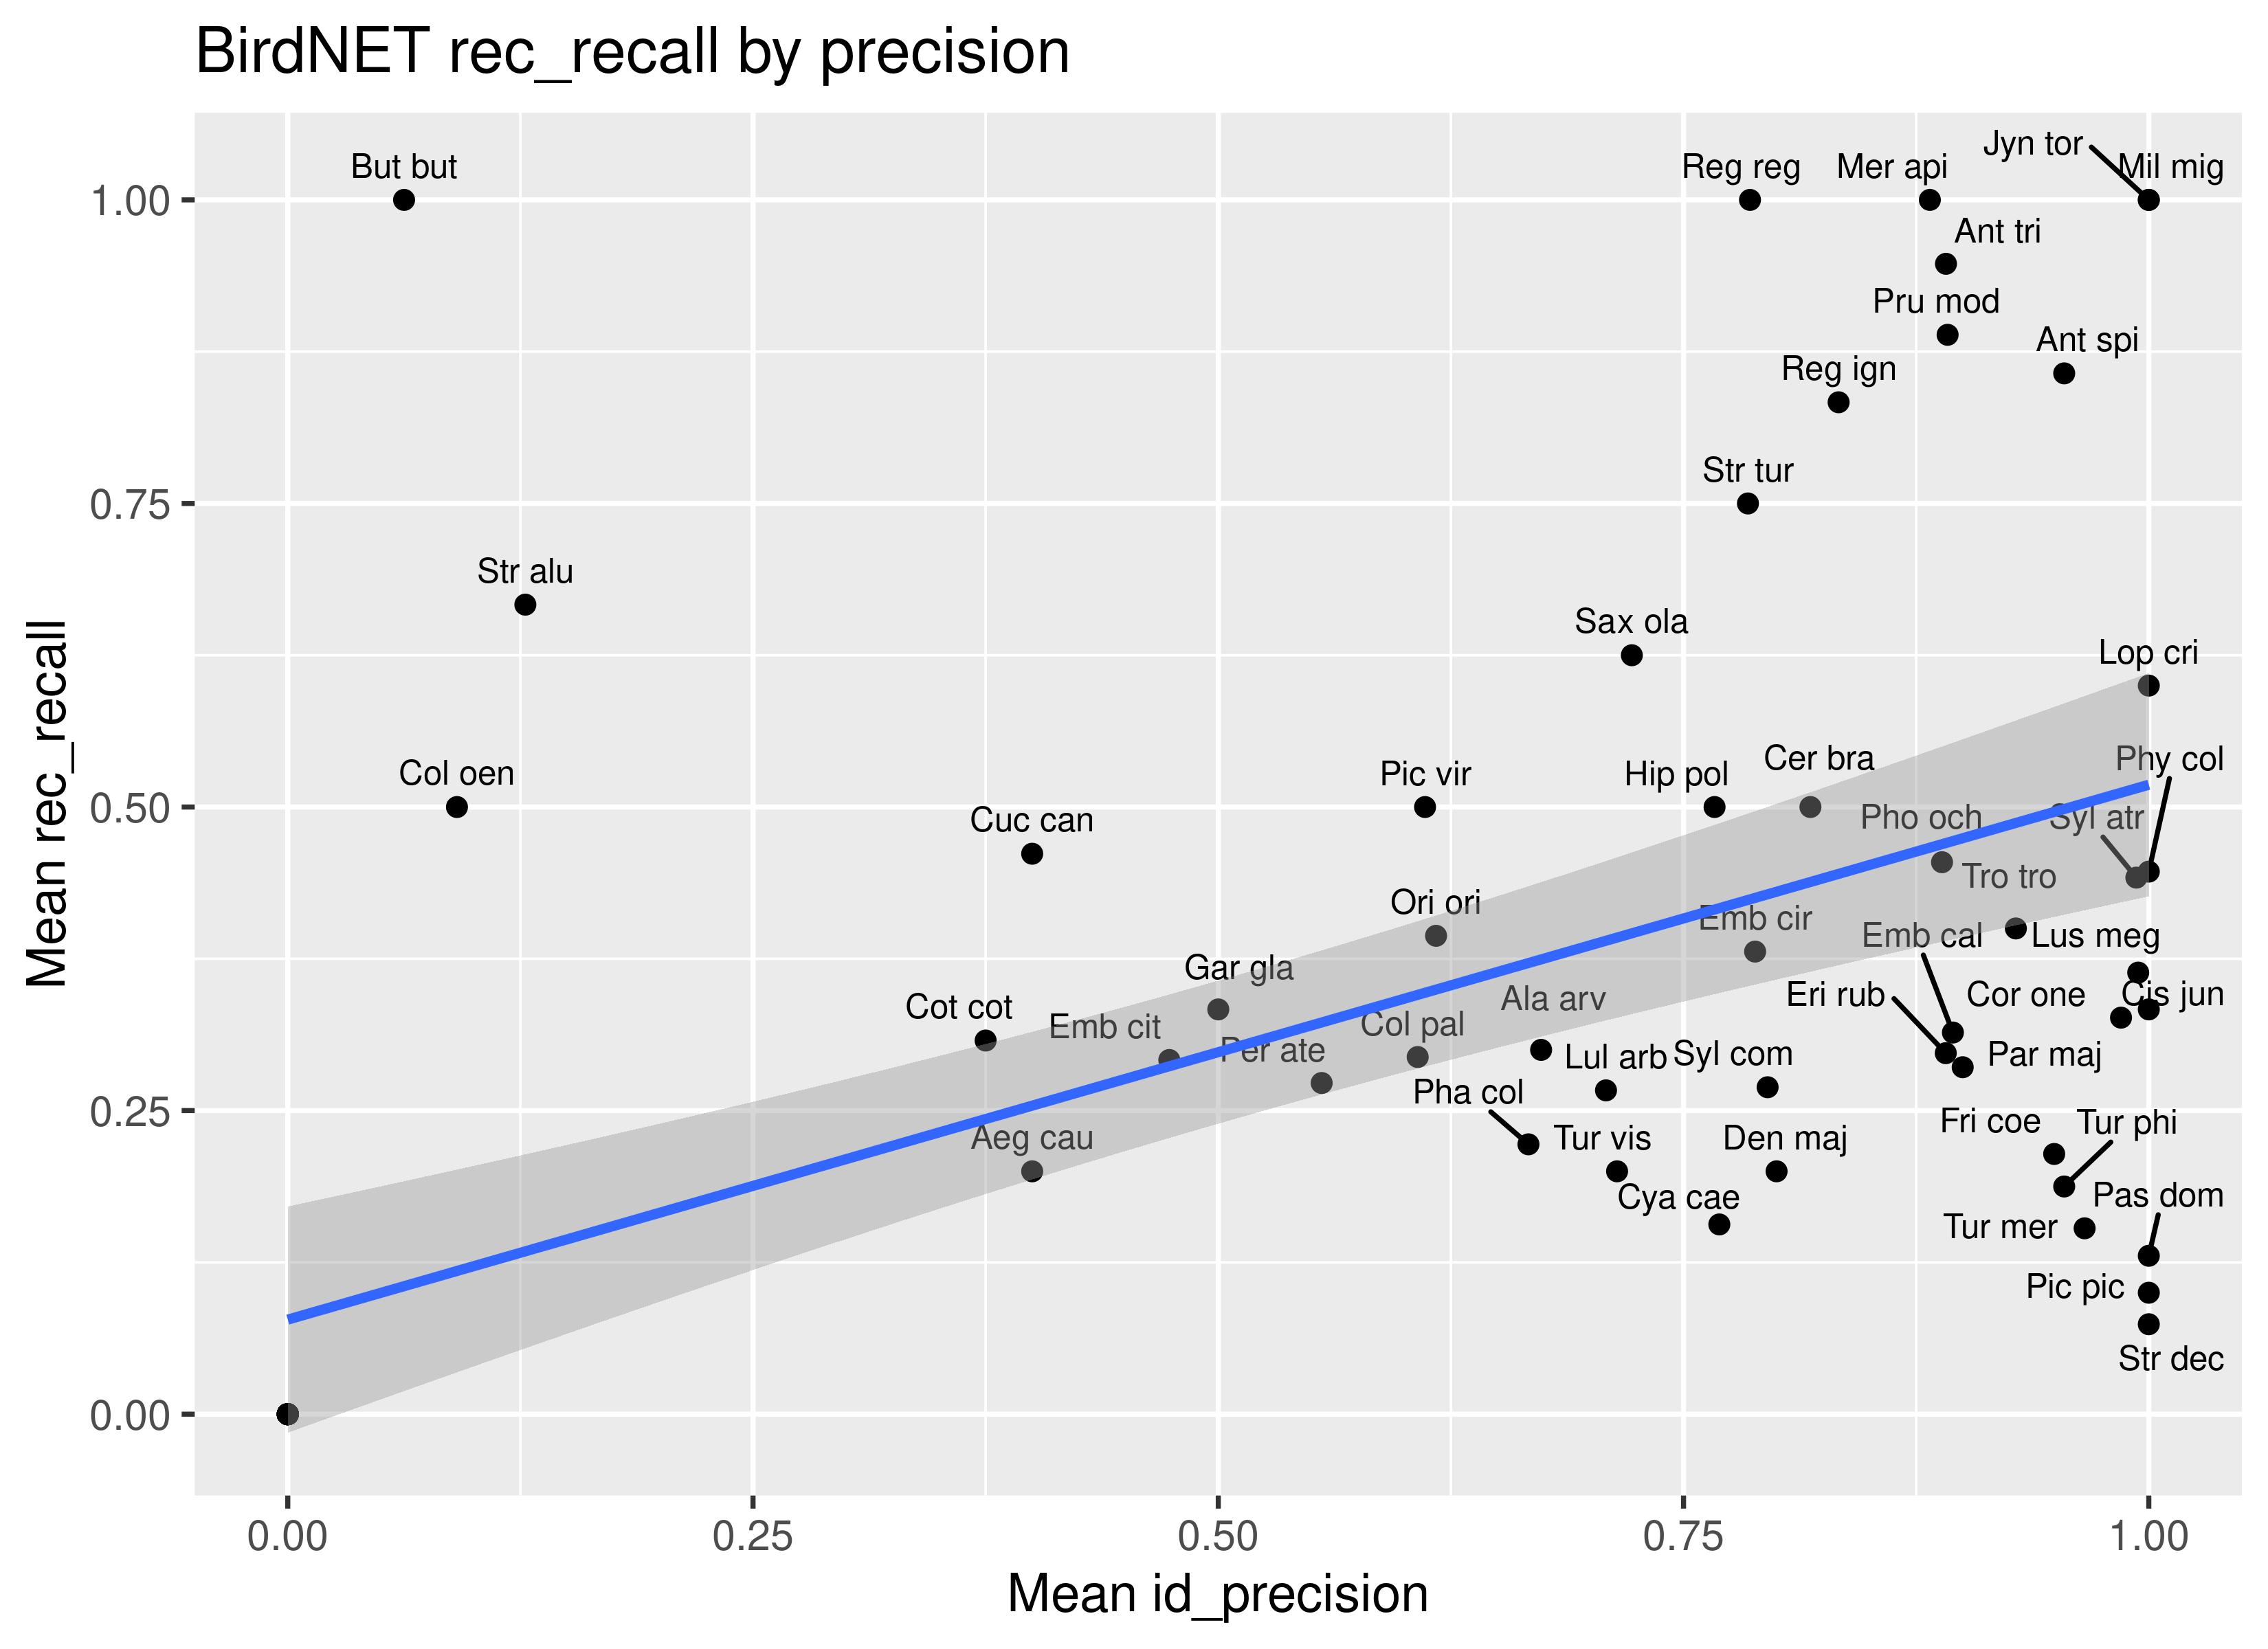 BirdNET rec_recall by precision
Jyn tor
But but
Reg reg
Mer api
Mil mig
1.00
Ant tri
Pru mod
Ant spi
Reg ign
Str tur
0.75
Str alu
Sax ola
Lop cri
Mean rec_recall
Col oen
Pic vir
Hip pol
Cer bra
Phy col
0.50
Cuc can
Pho och
Syl atr
Tro tro
Ori ori
Emb cir
Emb cal
Lus meg
Gar gla
Cot cot
Emb cit
Per ate
Col pal
Ala arv
Eri rub
Cor one
Cis jun
Lul arb
Syl com
Par maj
Pha col
0.25
Aeg cau
Tur vis
Den maj
Fri coe
Tur phi
Cya cae
Pas dom
Tur mer
Pic pic
Str dec
0.00
0.00
0.25
0.50
0.75
1.00
Mean id_precision